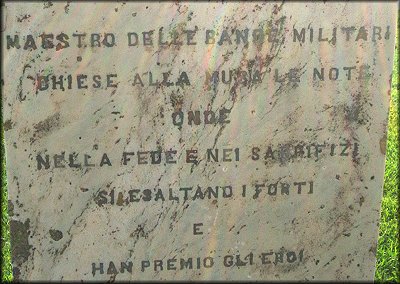 MAESTRO DELLE BANDE MILITARI
CHIESE ALLA MUSA LE NOTE
ONDE
NELLA FEDE E NEI SACRIFIZI
SI ESALTANO I FORTI
E
HAN PREMIO GLI EROI